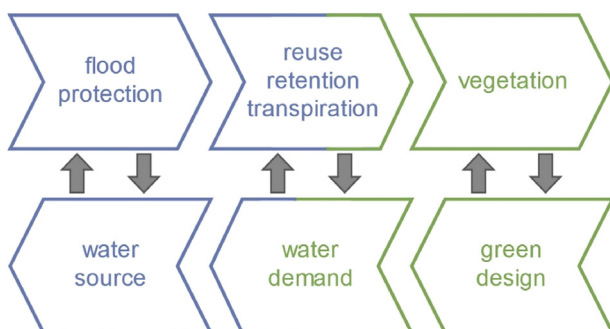 flood
protection
reuse
retention
transpiration
vegetation
water
source
water
demand
green
design